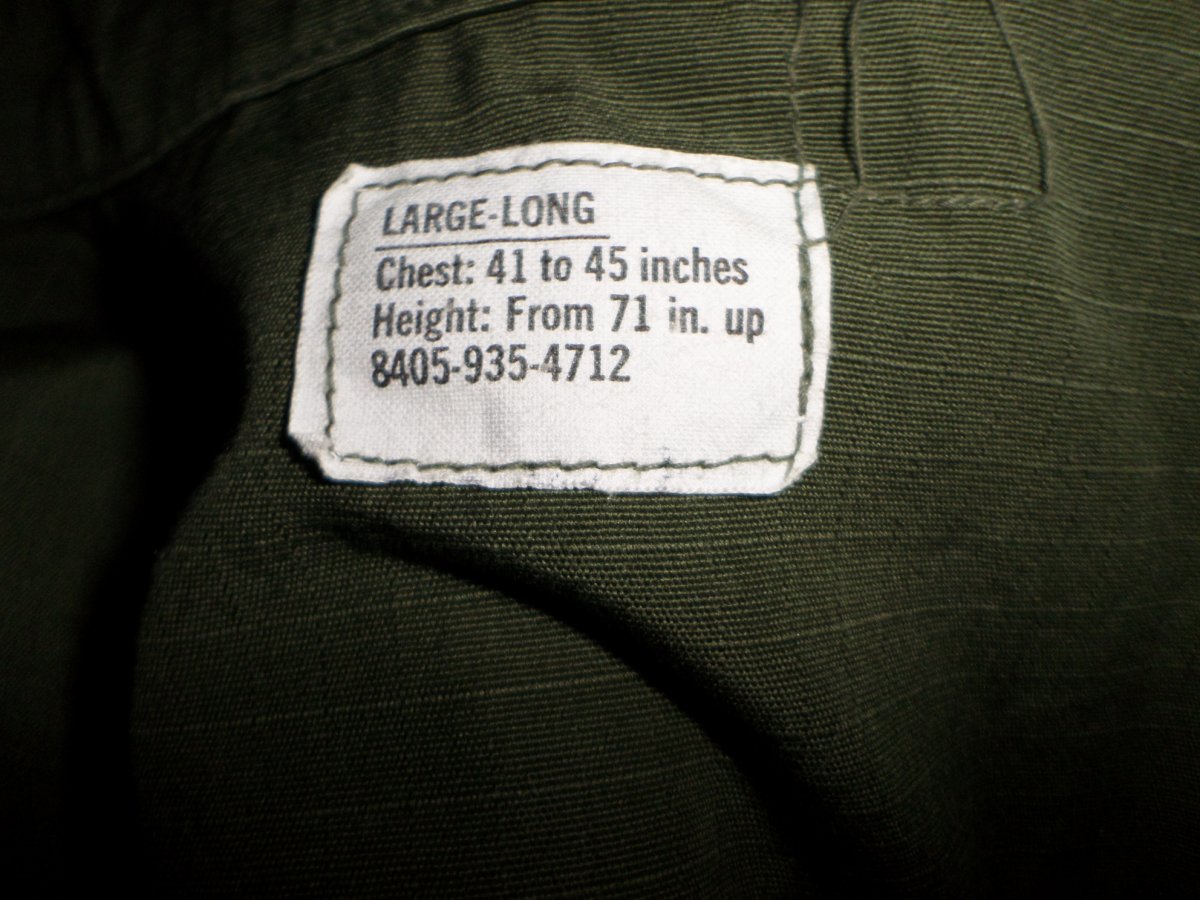 LARGE-LONG
Chest: 41 to 45 inches
Height: From 71 in. up
8405-935-4712